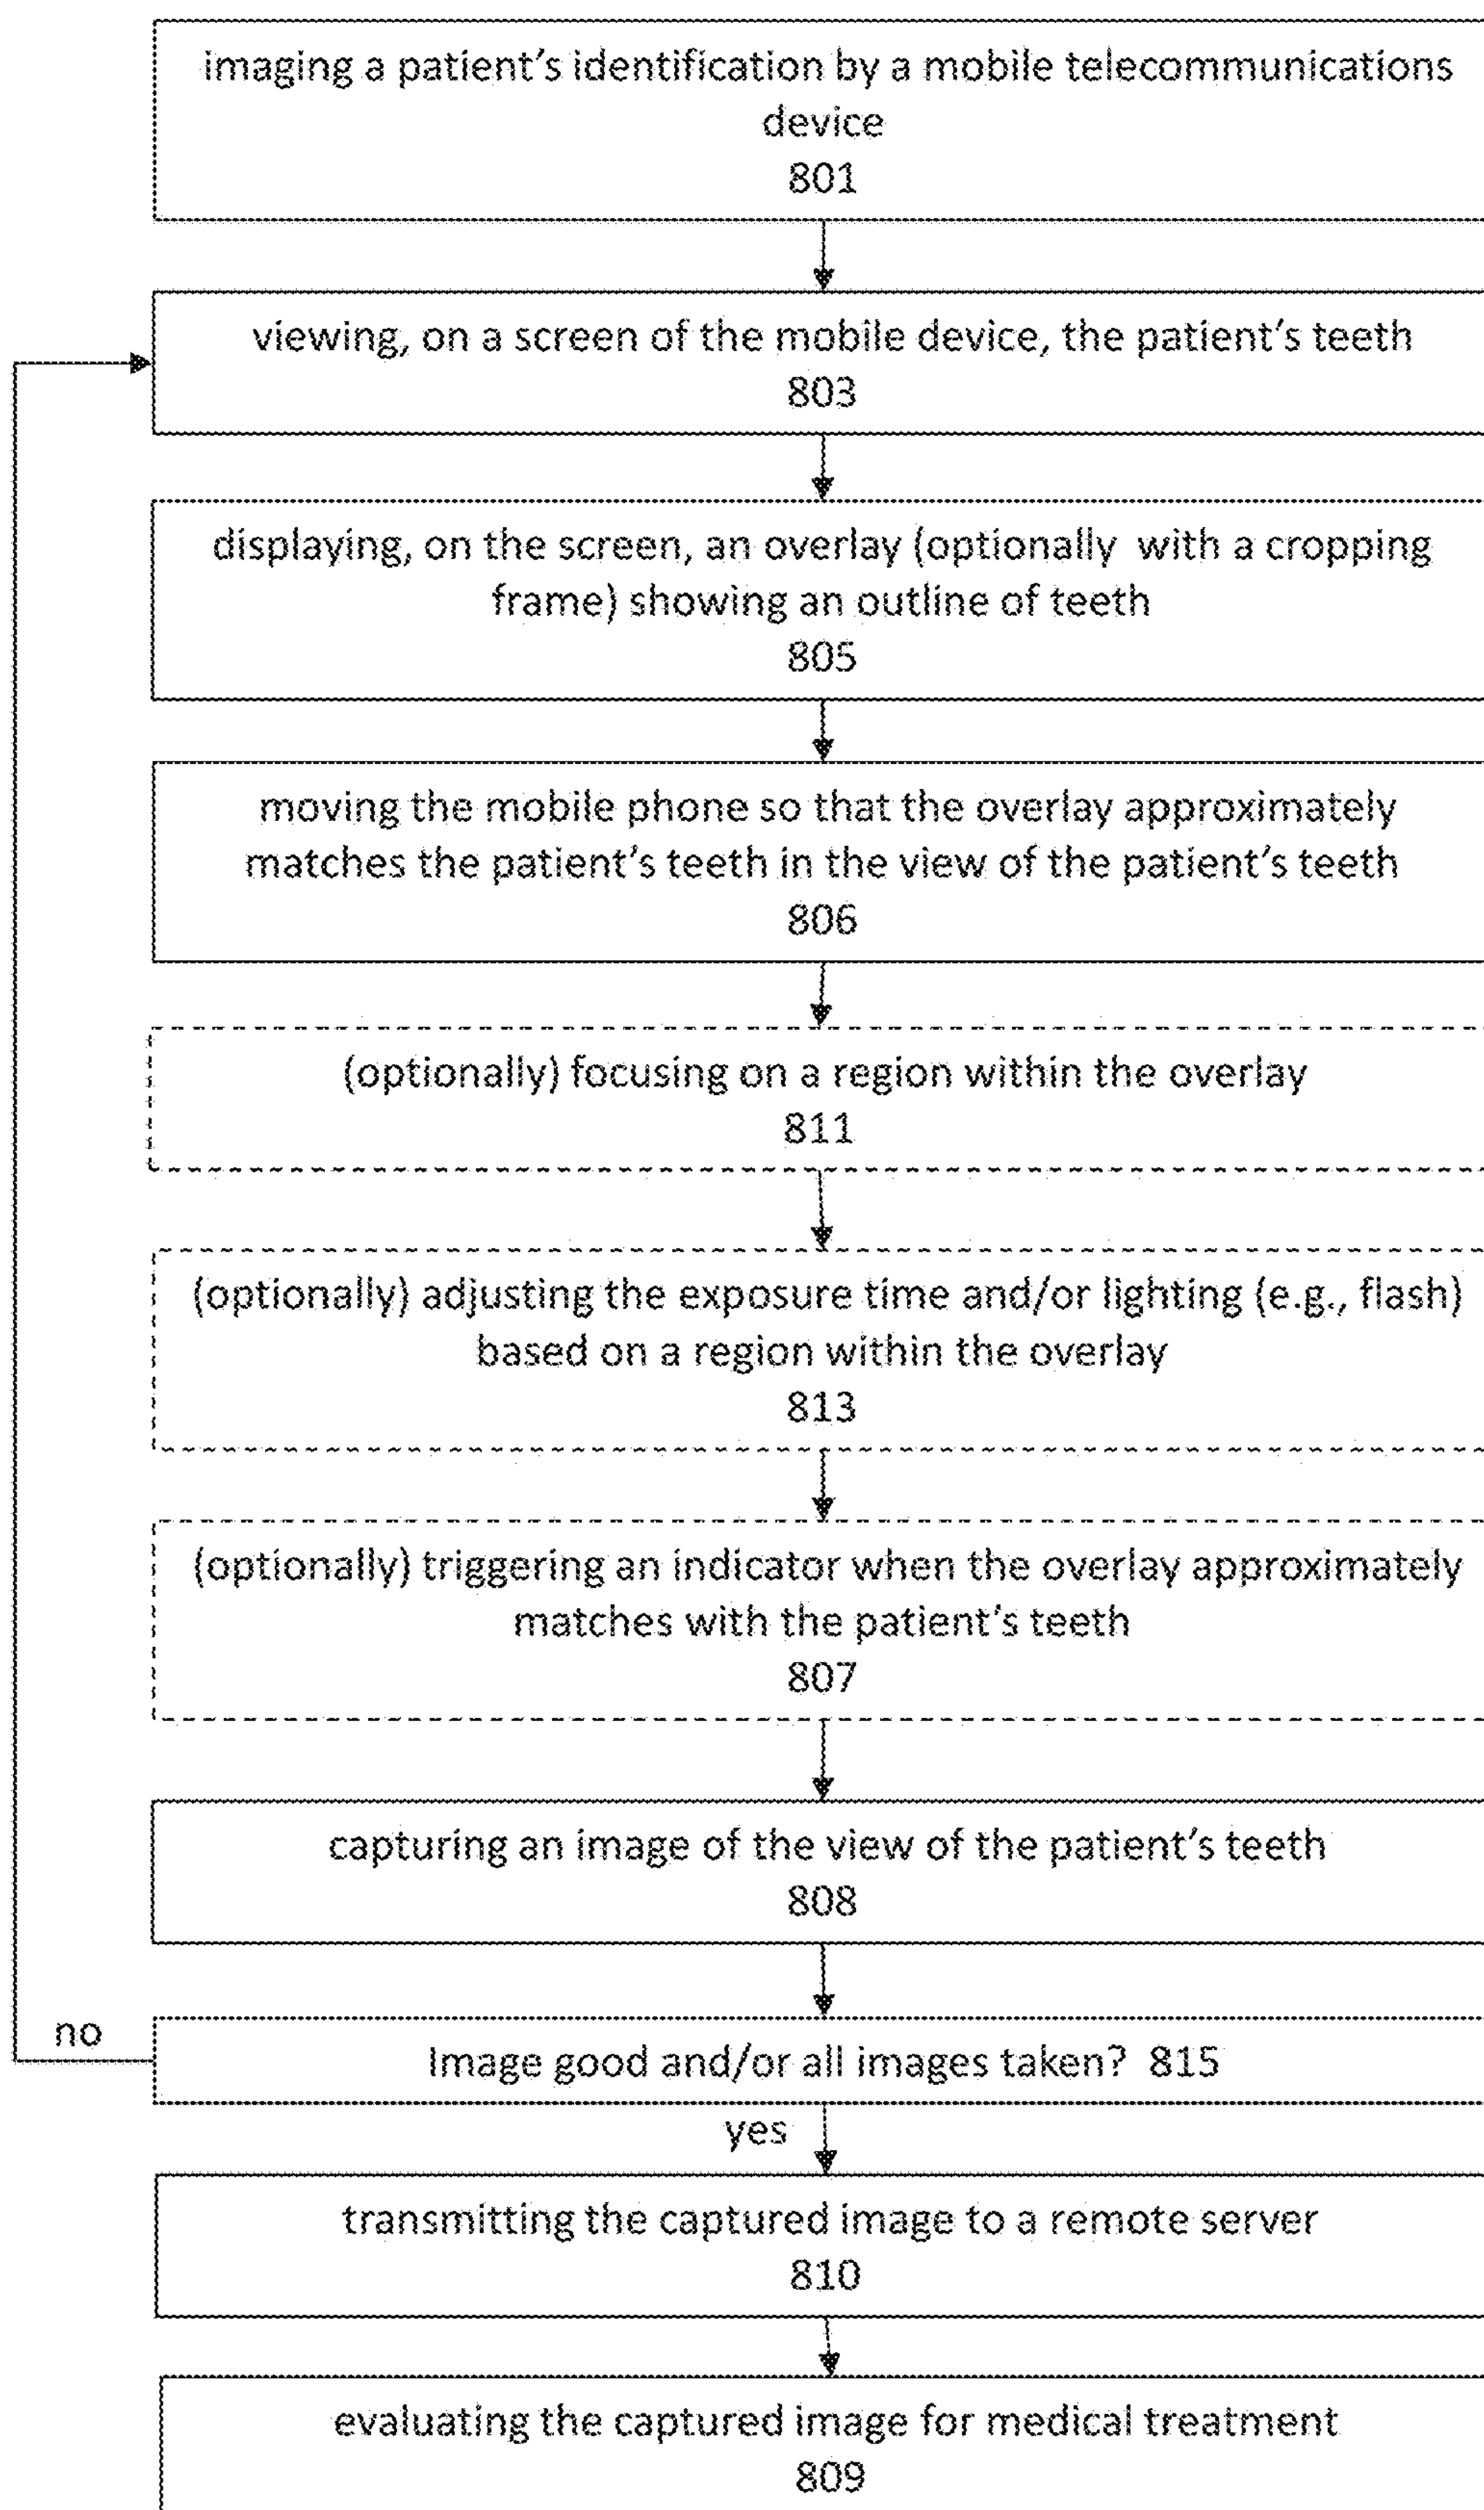 imaging a patient's identification by a mobile telecommunications
device
801
viewing, on a screen of the mobile device, the patient's teeth
803
displaying, on the screen, an overlay (optionally with a cropping
frame) showing an outline of teeth
805
moving the mobile phone so that the overlay approximately
matches the patient's teeth in the view of the patient's teeth
806
(optionally) focusing on a region within the overlay
811
(optionally) adjusting the exposure time and/or lighting (e.g., flash)
based on a region within the overlay
813
(optionally) triggering an indicator when the overlay approximately
matches with the patient's teeth
807
capturing an image of the view of the patient's teeth
808
no
Image good and/or all images taken? 815
yes
transmitting the captured image to a remote server
810
evaluating the captured image for medical treatment
809